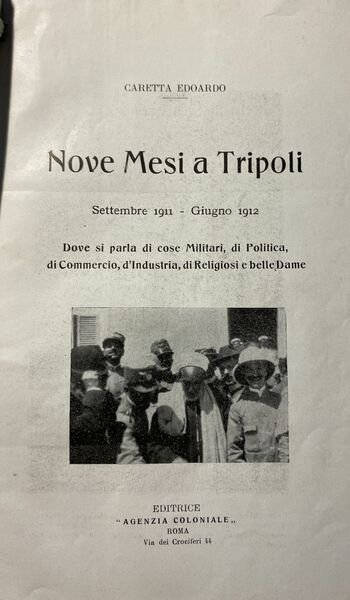 CARETTA EDOARDO
Nove Mesi a Tripoli
Settembre 1911 - Giugno 1912
Dove si parla di cose Militari, di Politica,
di Commercio, d'Industria, di Religiosi e belle Dame
EDITRICE
"AGENZIA COLONIALE„
ROMA
Via dei Crociferi 44